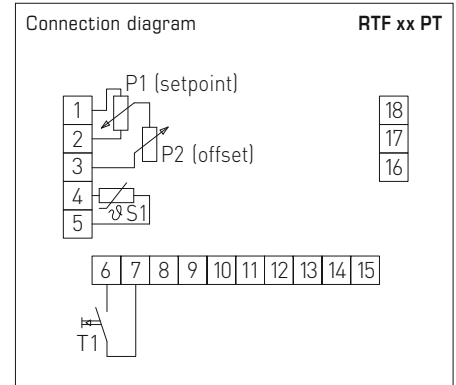 Connection diagram RTF xx PT
P1 (setpoint)
1
18
2
17
P2 (offset)
3
16
4
ϑ S1
5
6 7 8 9 10 11 12 13 14 15
T1